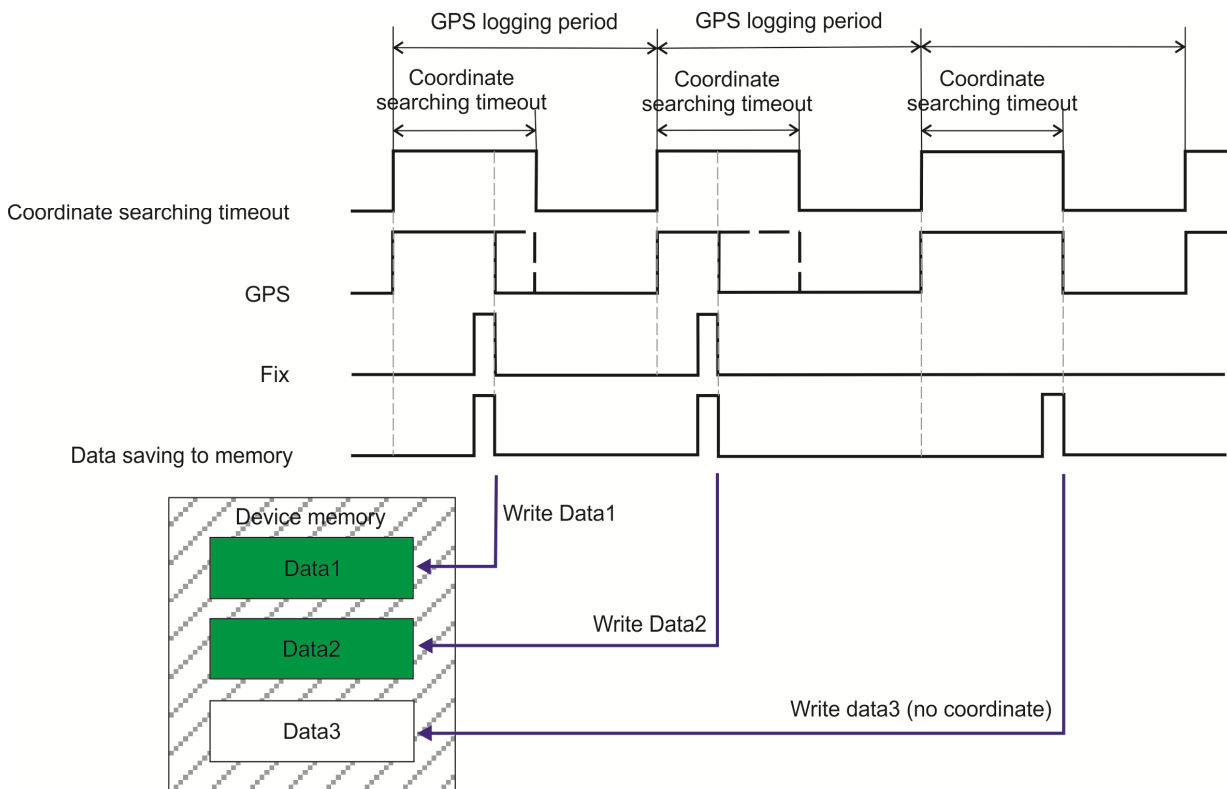 GPS logging period
GPS logging period
Coordinate
searching timeout
Coordinate
searching timeout
Coordinate
searching timeout
Coordinate searching timeout
GPS
Fix
Data saving to memory
Device memory
Write Data1
Data1
Write Data2
Data2
Write data3 (no coordinate)
Data3